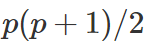 p(p + 1)/2